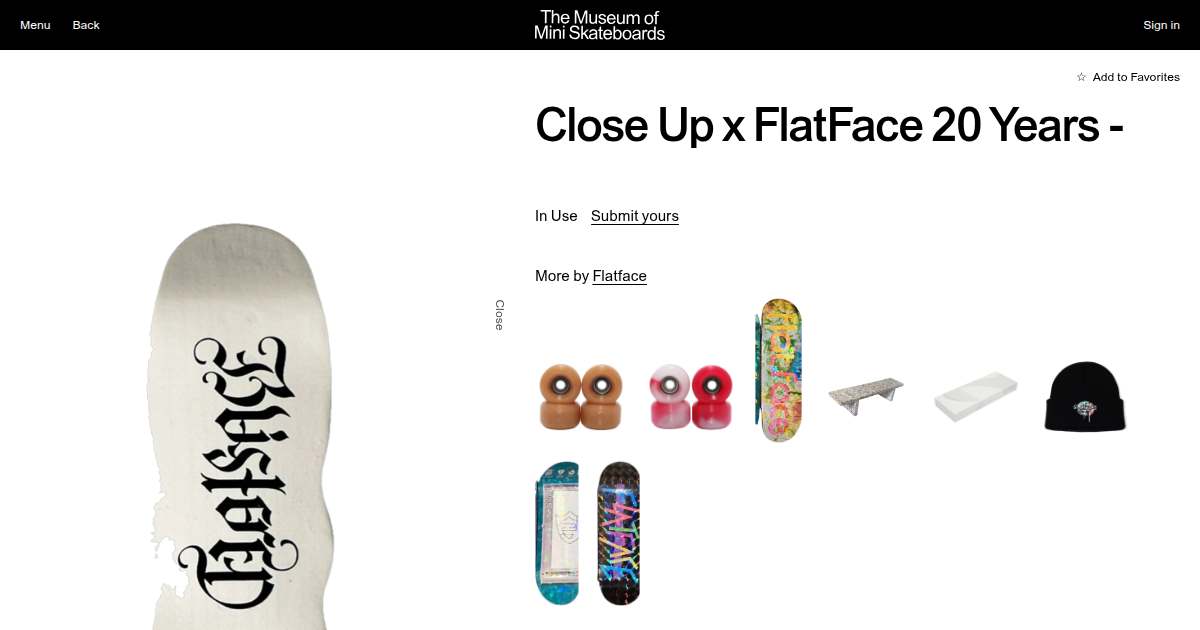 Menu
Back
The Museum of
Mini Skateboards
Sign in
☆ Add to Favorites
Close Up x FlatFace 20 Years -
In Use
Submit yours
More by Flatface
Close